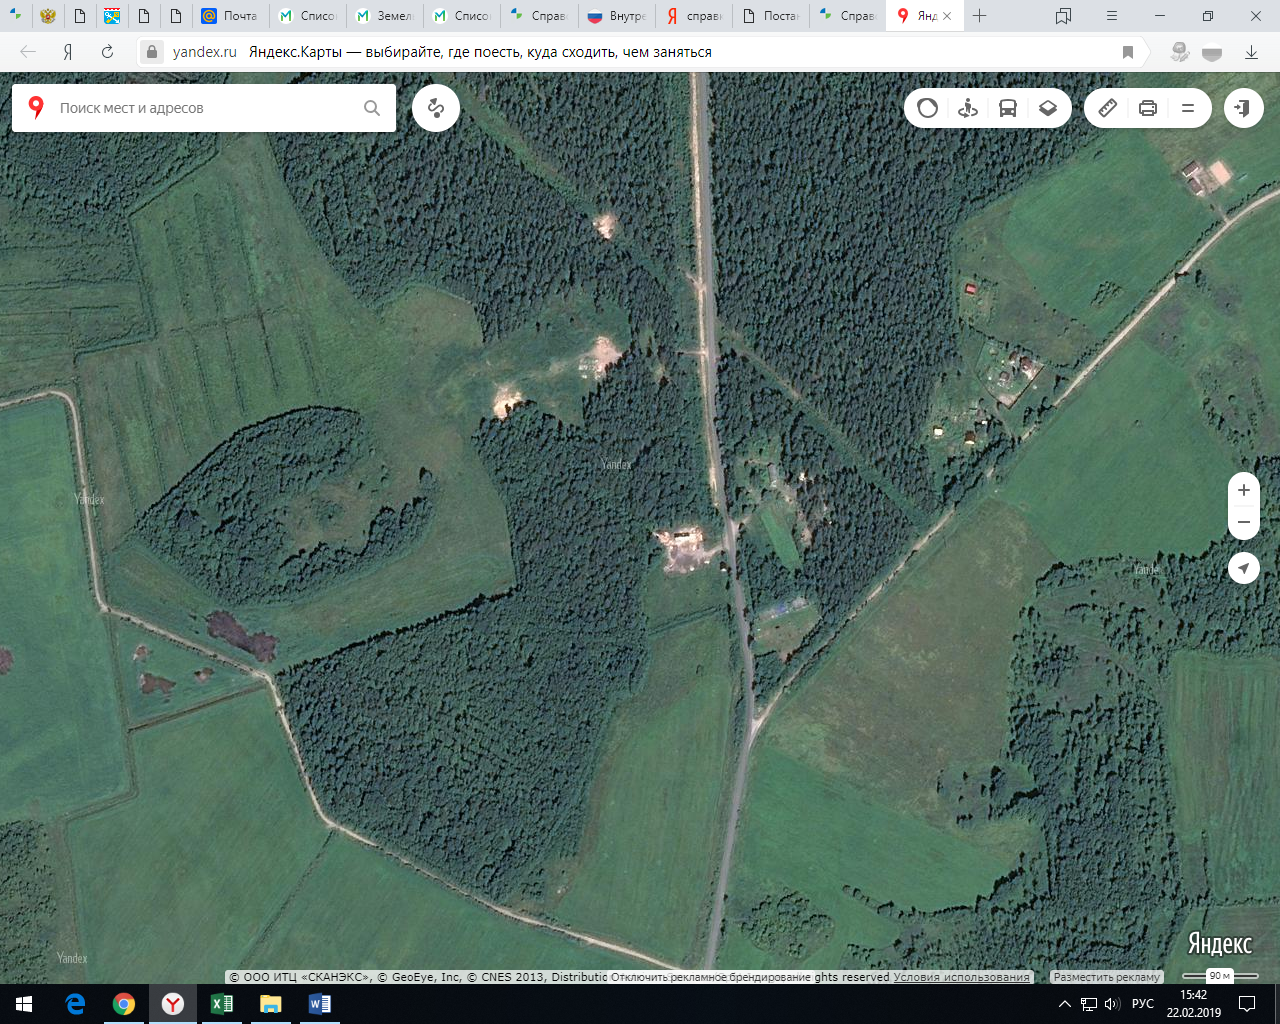 Почта
Списо
Земел
Списо
Справ
Внутре
Я справ
Поста
Справ
Янд
Я
yandex.ru Яндекс.Карты — выбирайте, где поесть, куда сходить, чем заняться
Поиск мест и адресов
Yandex
Yandex
Yande
Yandex
Яндекс
© ООО ИТЦ «СКАНЭКС», © GeoEye, Inc, © CNES 2013, Distributio Отключить рекламное брендирование ghts reserved Условия использования
Разместить рекламу
90 м
РУС
15:42
22.02.2019